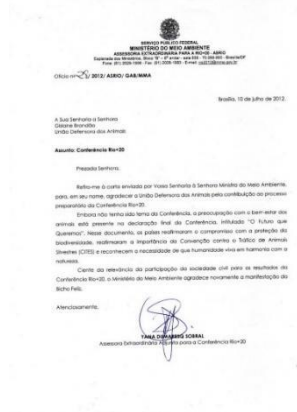 SERVIÇO PÚBLICO FEDERAL
MINISTÉRIO DO MEIO AMBIENTE
ASSESSORIA EXTRAORDINÁRIA PARA A RIO+20 - ASRIO
Ofício nº /2012/ ASRIO/ GAB/MMA
Brasília, 10 de julho de 2012.
A Sua Senhoria a Senhora
Gislane Brandão
União Defensora dos Animais
Assunto: Conferência Rio+20
Prezada Senhora,
Refiro-me à carta enviada por Vossa Senhoria à Senhora Ministra do Meio Ambiente,
para, em seu nome, agradecer a União Defensora dos Animais pela contribuição ao processo
preparatório da Conferência Rio+20.
Embora não tenha sido tema da Conferência, a preocupação com o bem estar dos
animais está presente na declaração final da Conferência, intitulada "O Futuro que
Queremos". Nesse documento, os países reafirmaram o compromisso com a proteção da
biodiversidade, reafirmaram a importância da Convenção contra o Tráfico de Animais
Silvestres (CITES) e reconhecem a necessidade de que humanidade viva em harmonia com a
natureza.
Ciente da relevância da participação da sociedade civil para os resultados da
Conferência Rio+20, o Ministério do Meio Ambiente agradece novamente a manifestação da
Bicho Feliz.
Atenciosamente,
SOBRAL
Assessora Extraordinária Adjunta para a Conferência Rio+20